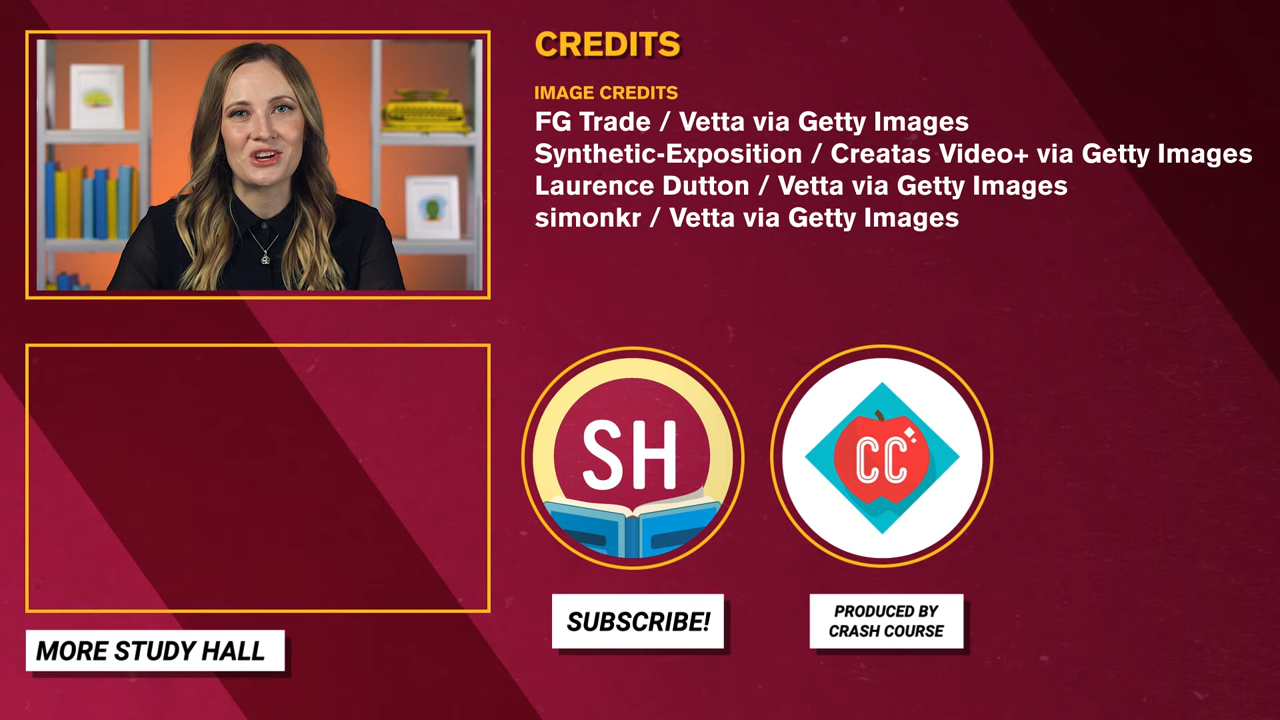 CREDITS
IMAGE CREDITS
FG Trade / Vetta via Getty Images
Synthetic-Exposition / Creatas Video+ via Getty Images
Laurence Dutton / Vetta via Getty Images
simonkr / Vetta via Getty Images
SH
CC
SUBSCRIBE!
PRODUCED BY
CRASH COURSE
MORE STUDY HALL